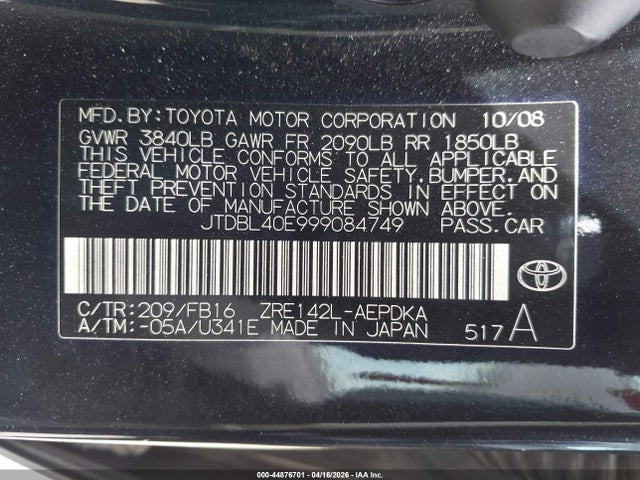 MFD.BY:TOYOTA MOTOR CORPORATION 10/08
GVWR 3840LB GAWR FR 2090LB RR 1850LB
THIS VEHICLE CONFORMS TO ALL APPLICABLE
FEDERAL MOTOR VEHICLE SAFETY,BUMPER,AND
THEFT PREVENTION STANDARDS IN EFFECT ON
THE DATE OF MANUFACTURE SHOWN ABOVE.
JTDBL40E999084749 PASS.CAR
C/TR:209/FB16 ZRE142L-AEPDKA
A/TM:-05A/U341E MADE IN JAPAN 517A
000-44876701 - 04/16/2026 - IAA Inc.